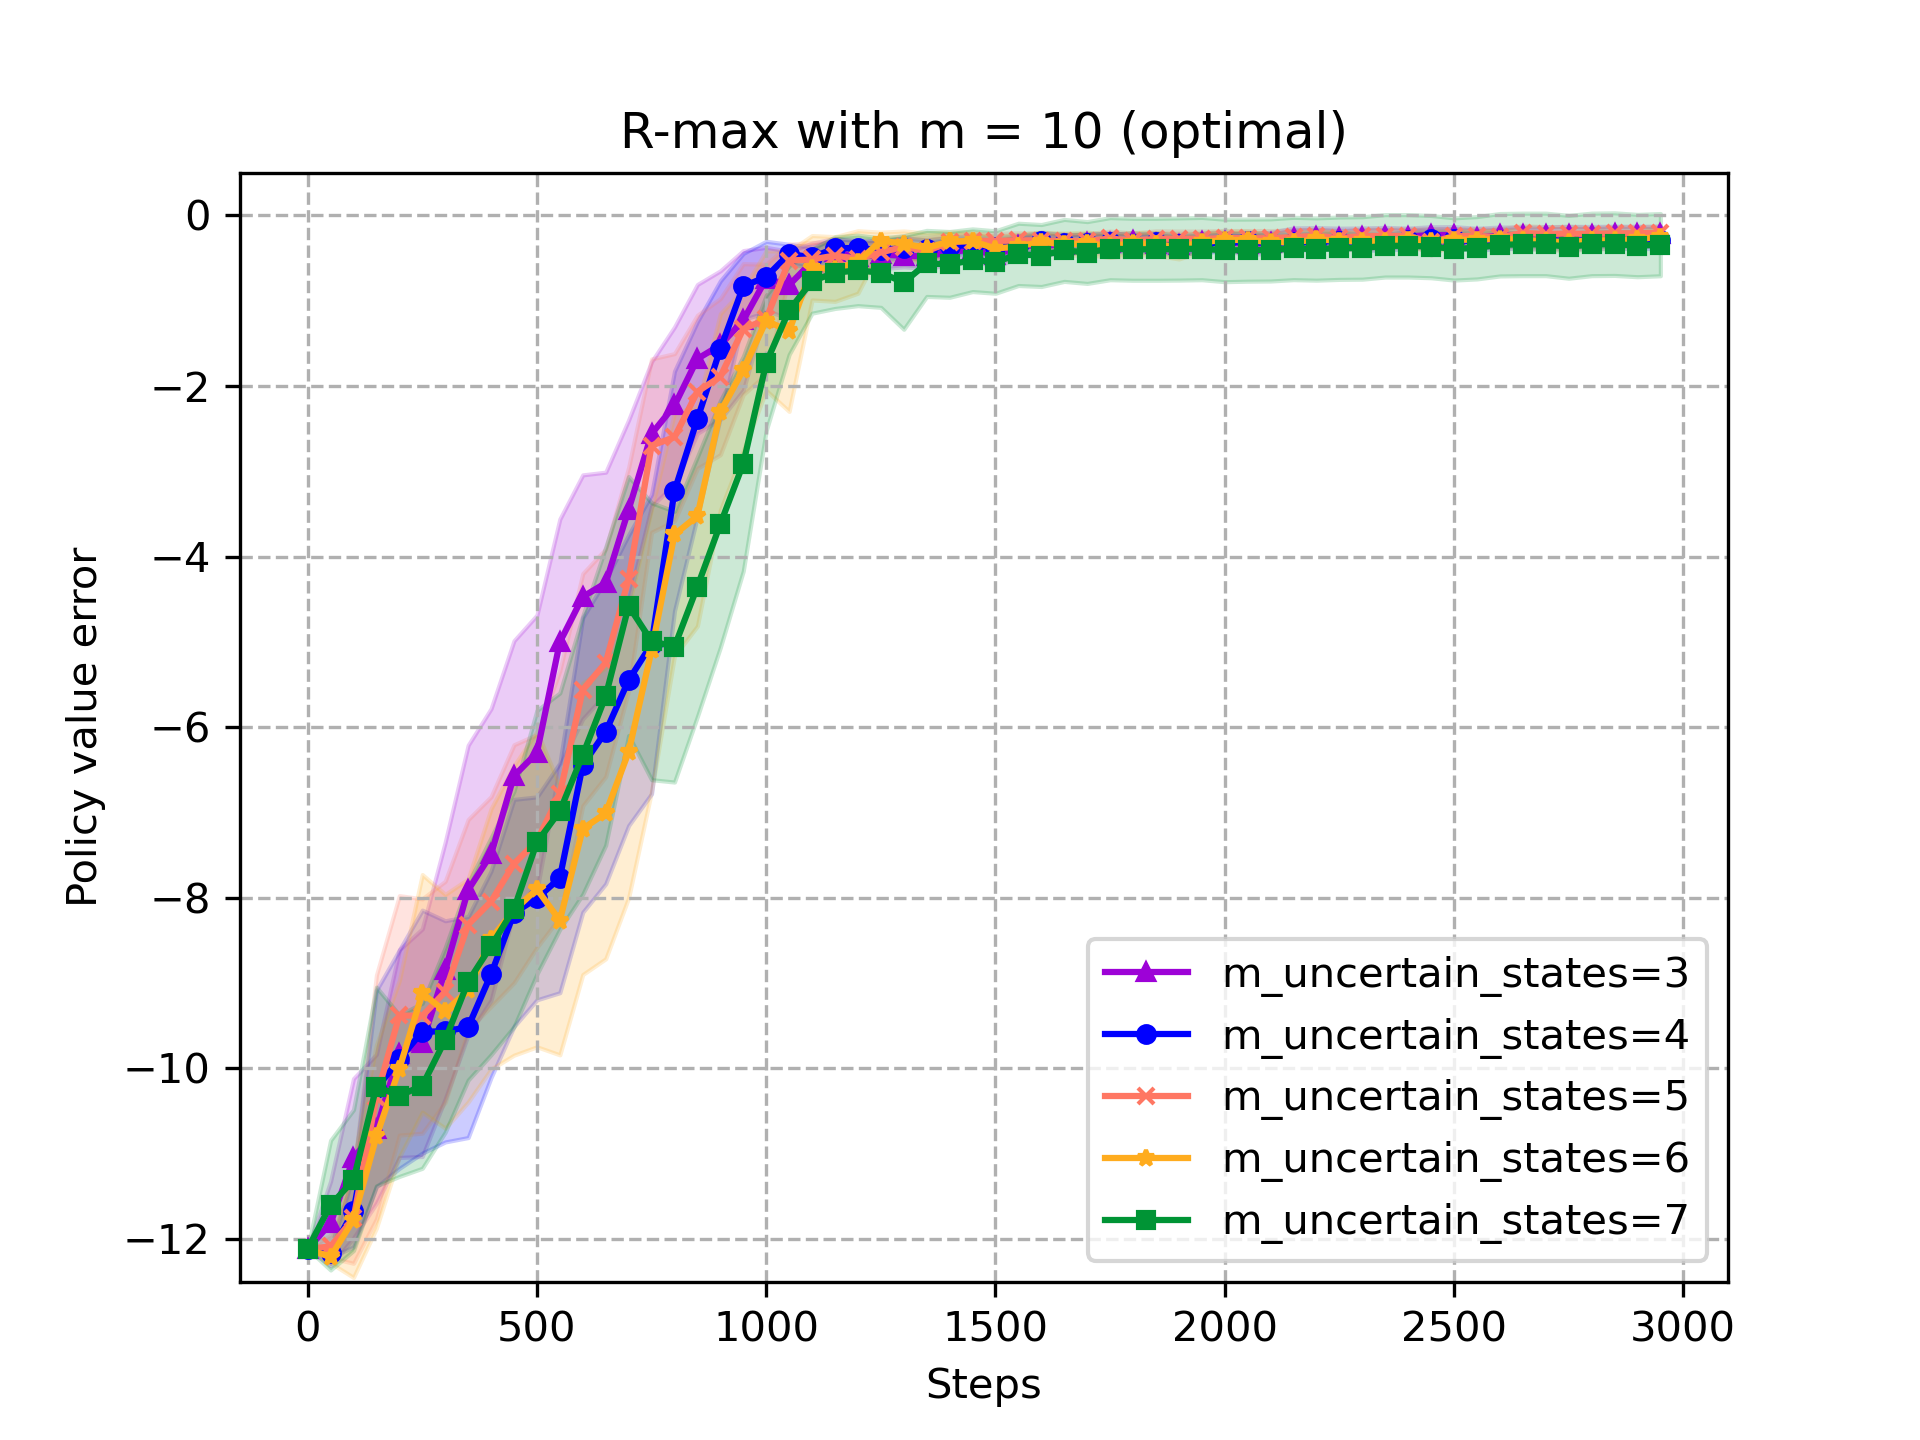 R-max with m = 10 (optimal)
Policy value error
0
−2
−4
−6
−8
−10
−12
m_uncertain_states=3
m_uncertain_states=4
m_uncertain_states=5
m_uncertain_states=6
m_uncertain_states=7
0 500 1000 1500 2000 2500 3000
Steps